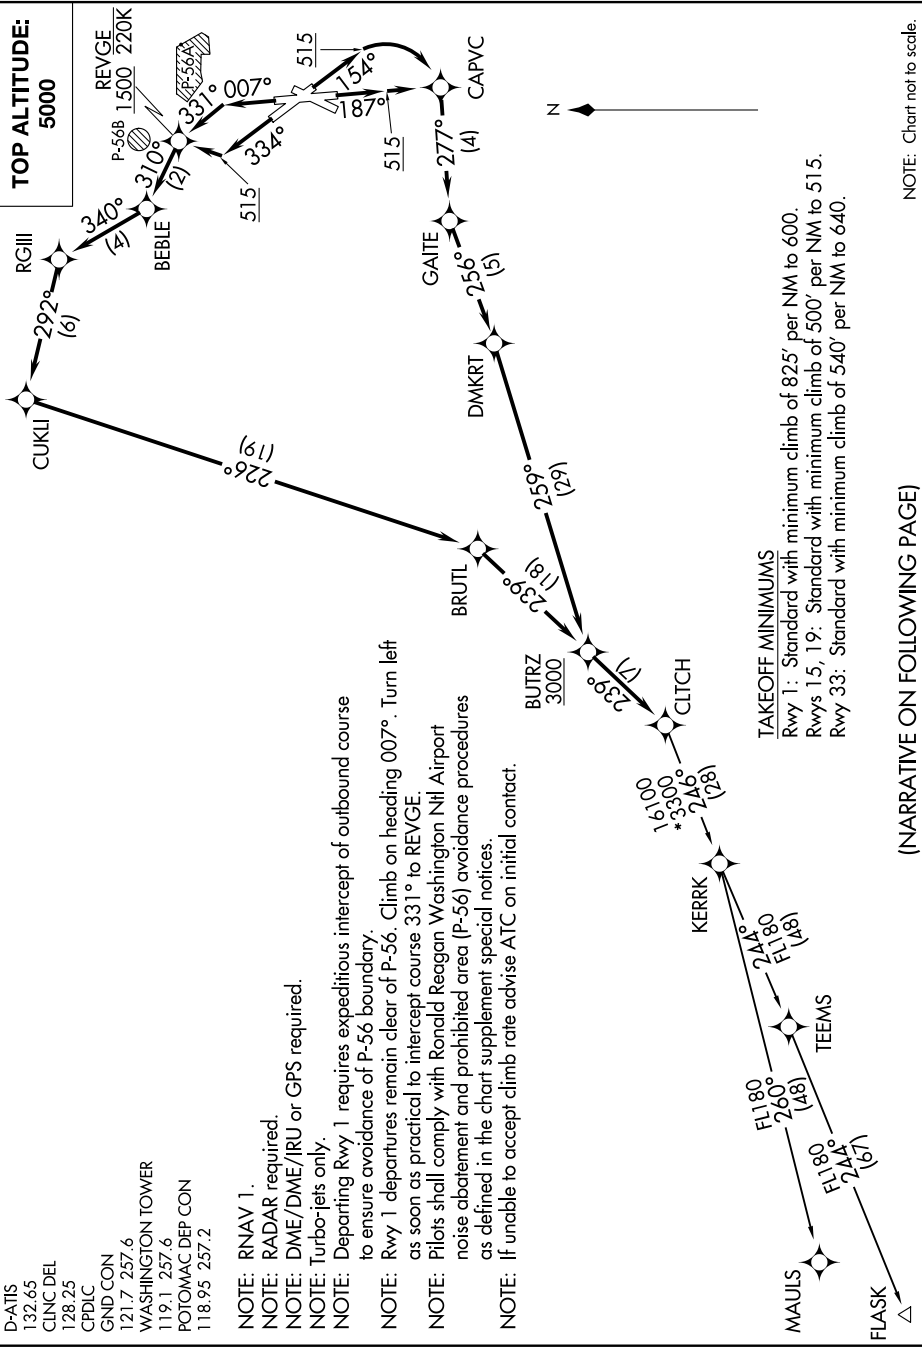 TOP ALTITUDE:
5000
D-ATIS
132.65
CLNC DEL
128.25
CPDLC
GND CON
121.7 257.6
WASHINGTON TOWER
119.1 257.6
POTOMAC DEP CON
118.95 257.2
NOTE: RNAV 1.
NOTE: RADAR required.
NOTE: DME/DME/IRU or GPS required.
NOTE: Turbo-jets only.
NOTE: Departing Rwy 1 requires expeditious intercept of outbound course
to ensure avoidance of P-56 boundary.
NOTE: Rwy 1 departures remain clear of P-56. Climb on heading 007°. Turn left
as soon as practical to intercept course 331° to REVGE.
NOTE: Pilots shall comply with Ronald Reagan Washington Ntl Airport
noise abatement and prohibited area (P-56) avoidance procedures
as defined in the chart supplement special notices.
NOTE: If unable to accept climb rate advise ATC on initial contact.
CUKLI
292°
(6)
RGIII
340°
(4)
BEBLE
310°
(2)
P-56B
REVGE
1500 220K
P-56A
331°
007°
334°
515
515
154°
187°
515
CAPVC
277°
(4)
GAITE
256°
(5)
DMKRT
259°
(29)
226°
(19)
BRUTL
239°
(18)
BUTRZ
3000
239°
(7)
CLTCH
16100
*3300
246°
(28)
KERRK
244°
FL180
(48)
TEEMS
FL180
260°
(48)
MAULS
FL180
244°
(67)
FLASK
N
TAKEOFF MINIMUMS
Rwy 1: Standard with minimum climb of 825' per NM to 600.
Rwys 15, 19: Standard with minimum climb of 500' per NM to 515.
Rwy 33: Standard with minimum climb of 540' per NM to 640.
NOTE: Chart not to scale.
(NARRATIVE ON FOLLOWING PAGE)